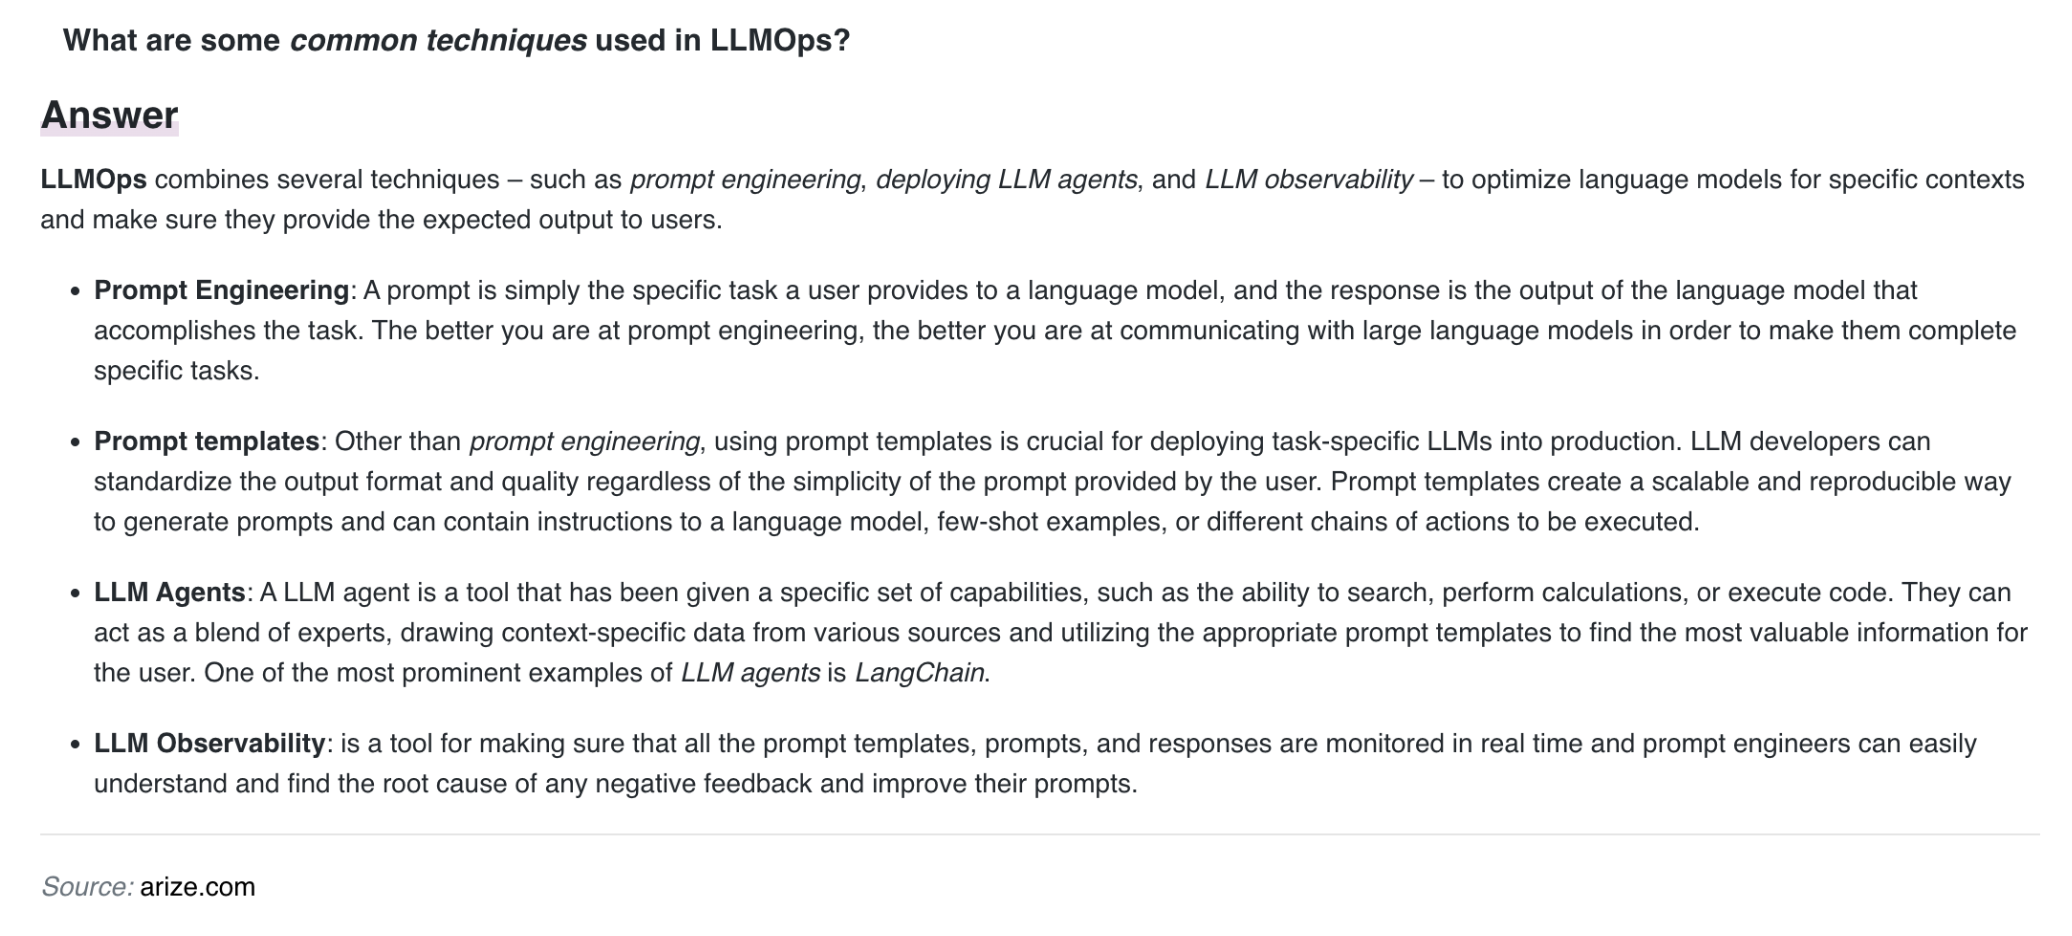 What are some common techniques used in LLMOps?
Answer
LLMOps combines several techniques – such as prompt engineering, deploying LLM agents, and LLM observability – to optimize language models for specific contexts
and make sure they provide the expected output to users.
• Prompt Engineering: A prompt is simply the specific task a user provides to a language model, and the response is the output of the language model that
accomplishes the task. The better you are at prompt engineering, the better you are at communicating with large language models in order to make them complete
specific tasks.
• Prompt templates: Other than prompt engineering, using prompt templates is crucial for deploying task-specific LLMs into production. LLM developers can
standardize the output format and quality regardless of the simplicity of the prompt provided by the user. Prompt templates create a scalable and reproducible way
to generate prompts and can contain instructions to a language model, few-shot examples, or different chains of actions to be executed.
• LLM Agents: A LLM agent is a tool that has been given a specific set of capabilities, such as the ability to search, perform calculations, or execute code. They can
act as a blend of experts, drawing context-specific data from various sources and utilizing the appropriate prompt templates to find the most valuable information for
the user. One of the most prominent examples of LLM agents is LangChain.
• LLM Observability: is a tool for making sure that all the prompt templates, prompts, and responses are monitored in real time and prompt engineers can easily
understand and find the root cause of any negative feedback and improve their prompts.
Source: arize.com